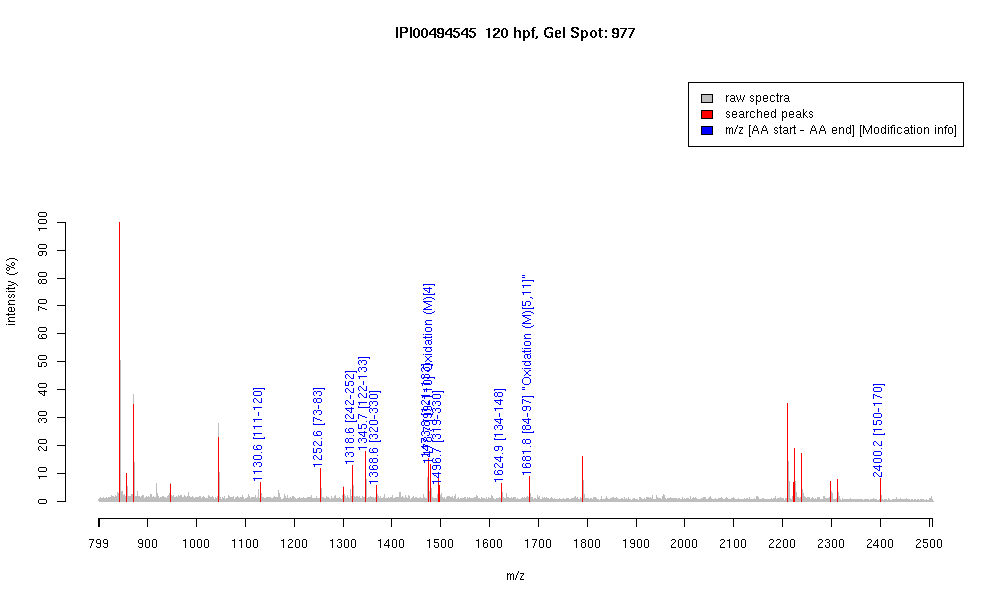 IPI00494545 120 hpf, Gel Spot: 977
raw spectra
searched peaks
m/z [AA start - AA end] [Modification info]
intensity (%)
0
10
20
30
40
50
60
70
80
90
100
1130.6 [111-120]
1252.6 [73-83]
1318.6 [242-252]
1345.7 [122-133]
1368.6 [320-330]
Oxidation (M)[4]
1496.7 [319-330]
1624.9 [134-148]
1681.8 [84-97] "Oxidation (M)[5,11]"
2400.2 [150-170]
799 900 1000 1100 1200 1300 1400 1500 1600 1700 1800 1900 2000 2100 2200 2300 2400 2500
m/z